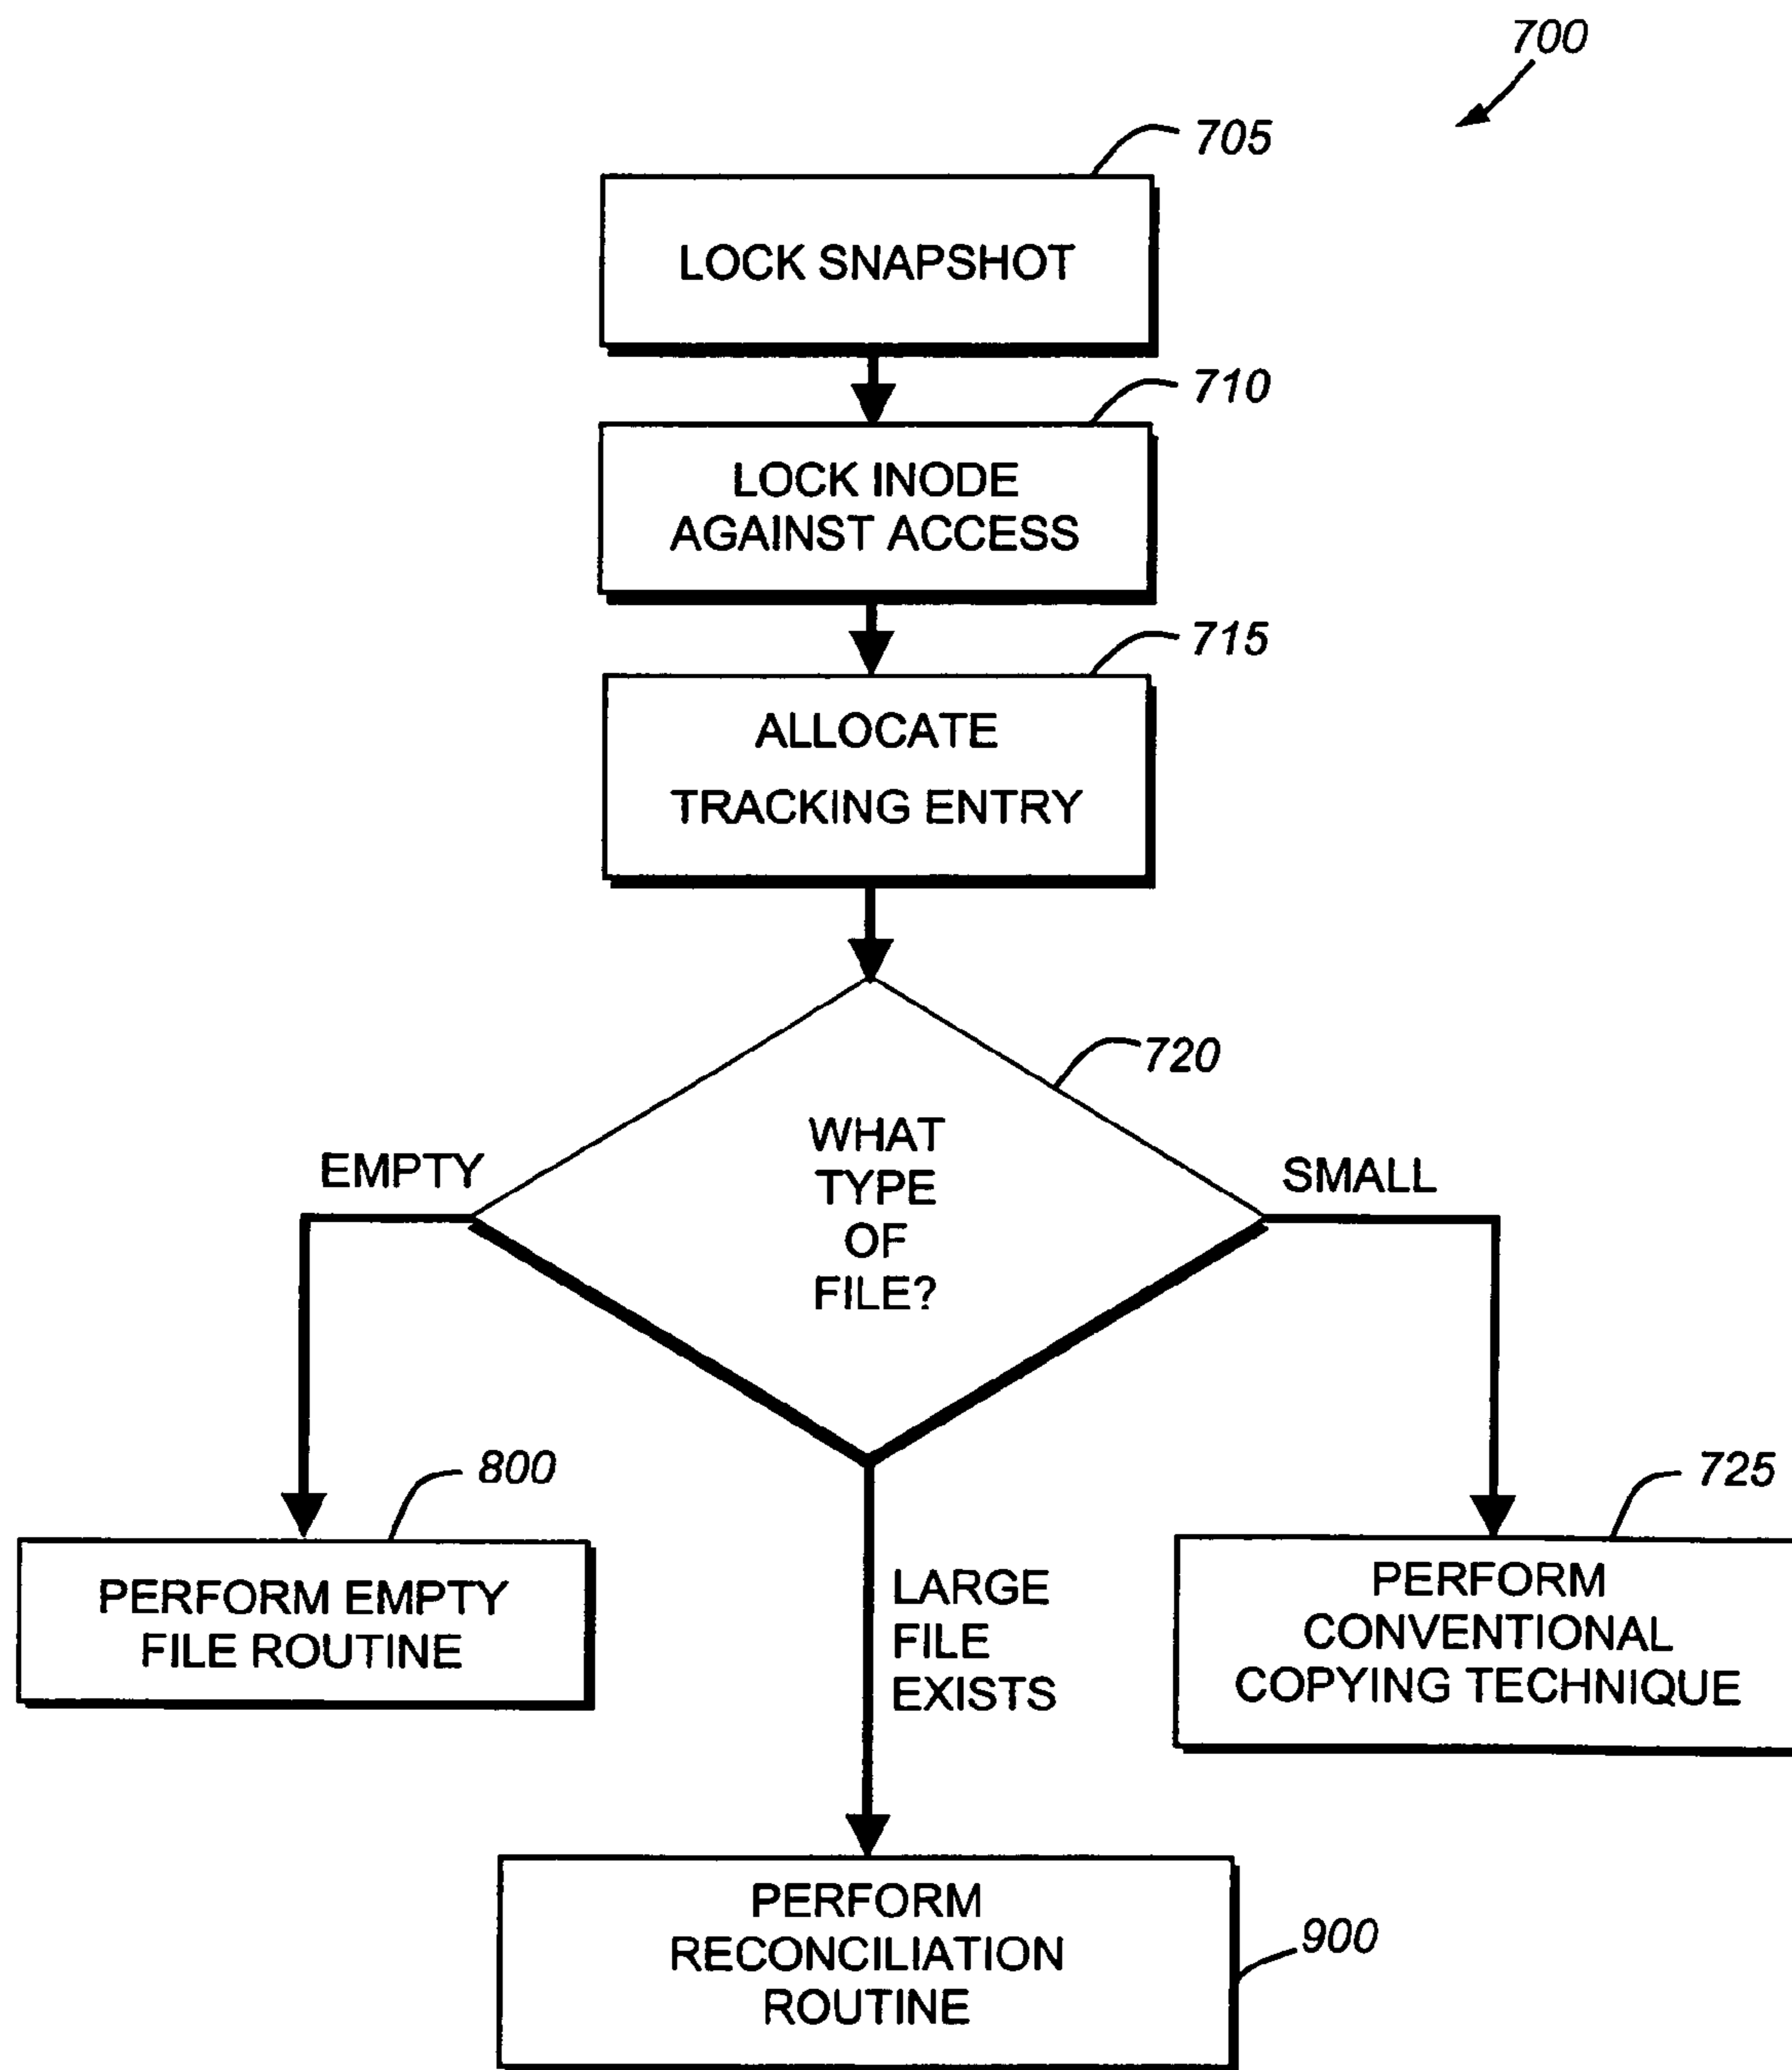 700
705
LOCK SNAPSHOT
710
LOCK INODE
AGAINST ACCESS
715
ALLOCATE
TRACKING ENTRY
720
WHAT
TYPE
OF
FILE?
EMPTY
SMALL
800
PERFORM EMPTY
FILE ROUTINE
LARGE
FILE
EXISTS
725
PERFORM
CONVENTIONAL
COPYING TECHNIQUE
PERFORM
RECONCILIATION
ROUTINE
900